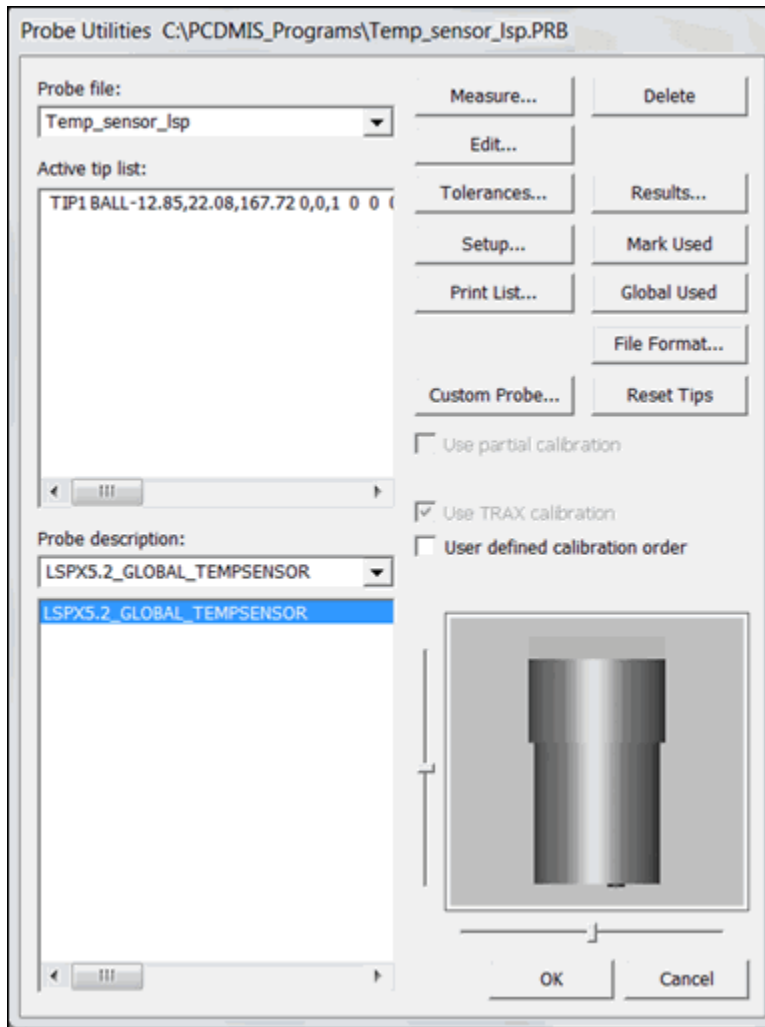 Probe Utilities C:\PCDMIS_Programs\Temp_sensor_lsp.PRB
Probe file:
Temp_sensor_lsp
Measure...
Delete
Edit...
Active tip list:
TIP1 BALL -12.85,22.08,167.72 0,0,1 0 0
Tolerances...
Results...
Setup...
Mark Used
Print List...
Global Used
File Format...
Custom Probe...
Reset Tips
Use partial calibration
Use TRAX calibration
User defined calibration order
Probe description:
LSPX5.2_GLOBAL_TEMPSENSOR
LSPX5.2_GLOBAL_TEMPSENSOR
OK
Cancel